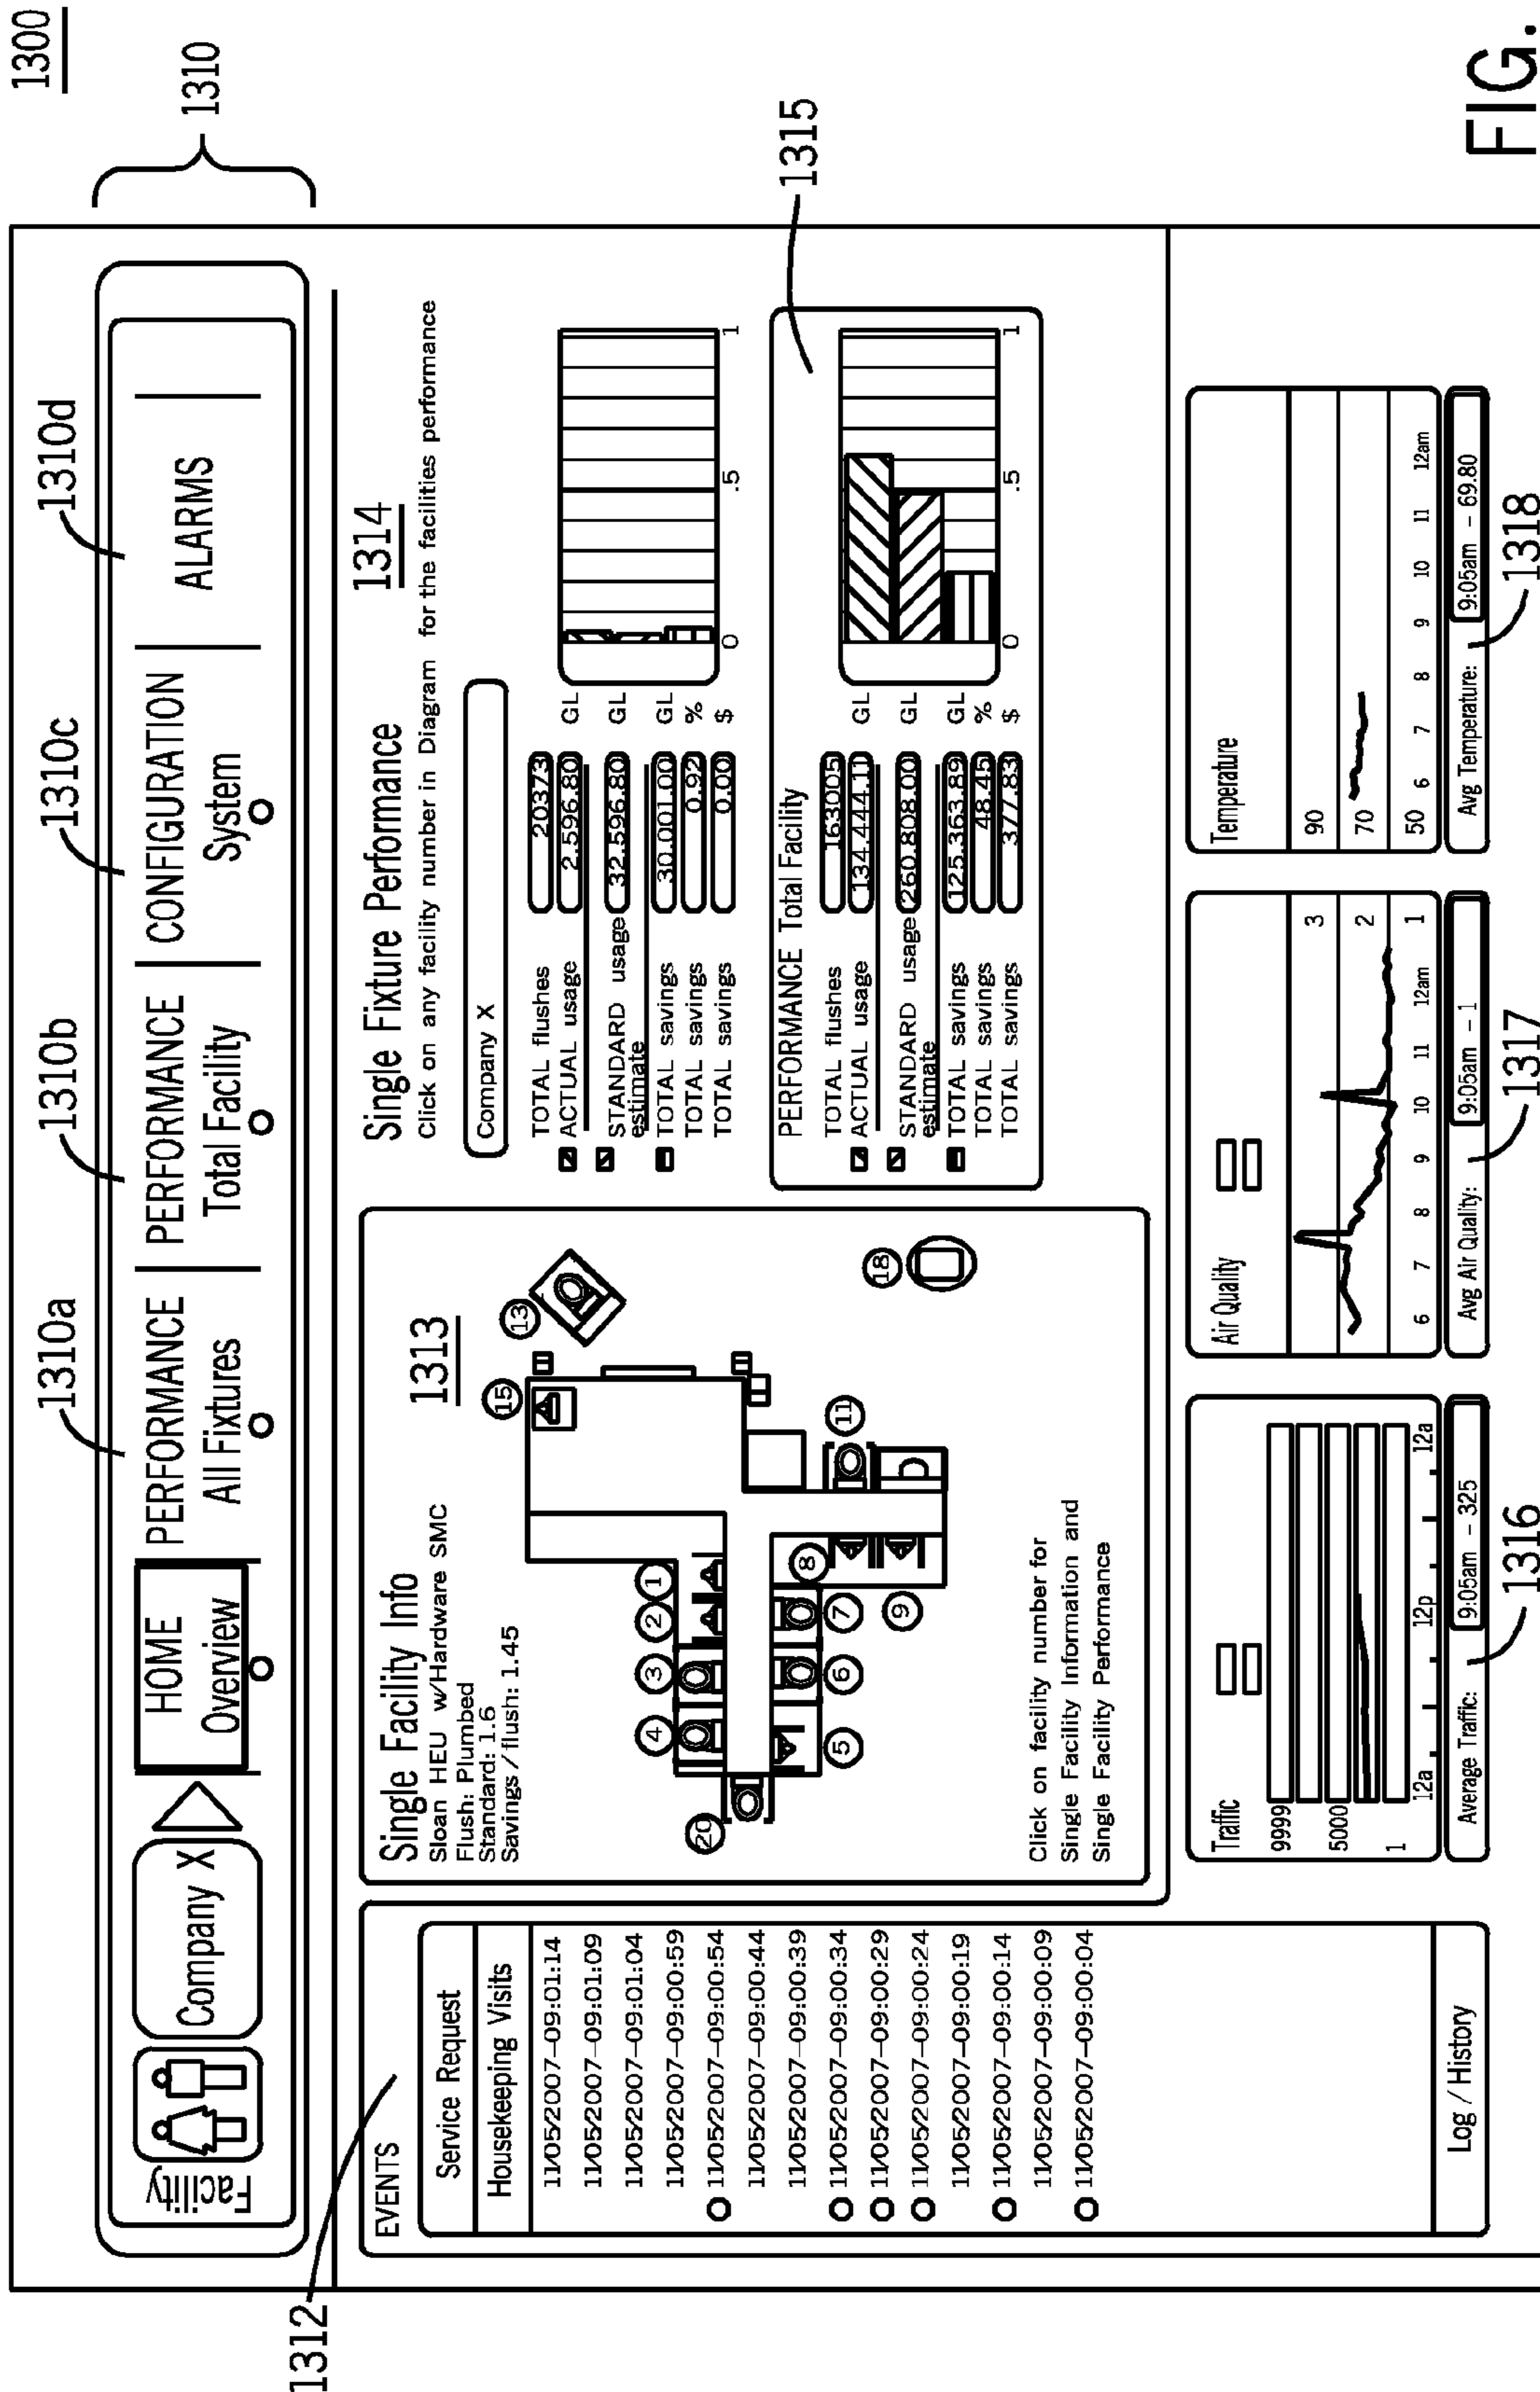 1300
1310
1310a
1310b
1310c
1310d
Facility
Company X
HOME
Overview
PERFORMANCE
All Fixtures
PERFORMANCE
Total Facility
CONFIGURATION
System
ALARMS
1312
EVENTS
Service Request
Housekeeping Visits
11/05/2007-09:01:14
11/05/2007-09:01:09
11/05/2007-09:01:04
11/05/2007-09:00:59
11/05/2007-09:00:54
11/05/2007-09:00:44
11/05/2007-09:00:39
11/05/2007-09:00:34
11/05/2007-09:00:29
11/05/2007-09:00:24
11/05/2007-09:00:19
11/05/2007-09:00:14
11/05/2007-09:00:09
11/05/2007-09:00:04
Log / History
Single Facility Info
1313
Sloan HEU w/Hardware SMC
Flush: Plumbed
Standard: 1.6
Savings / flush: 1.45
15
13
4 3 2 1
20
5 6 7 8
9
11
18
Click on facility number for
Single Facility Information and
Single Facility Performance
Single Fixture Performance
1314
Click on any facility number in Diagram for the facilities performance
Company X
TOTAL flushes 20373
ACTUAL usage 2.596.80 GL
STANDARD usage 32.596.80 GL
estimate
TOTAL savings 30.001.00 GL
TOTAL savings 0.92 %
TOTAL savings 0.00 $
0 .5 1
1315
PERFORMANCE Total Facility
TOTAL flushes 163005
ACTUAL usage 134.444.11 GL
STANDARD usage 260.808.00 GL
estimate
TOTAL savings 125.363.89 GL
TOTAL savings 48.45 %
TOTAL savings 377.83 $
0 .5 1
Traffic
9999
5000
1
12a 12p 12a
Average Traffic: 9:05am - 325
1316
Air Quality
3
2
1
6 7 8 9 10 11 12am
Avg Air Quality: 9:05am - 1
1317
Temperature
90
70
50
6 7 8 9 10 11 12am
Avg Temperature: 9:05am - 69.80
1318
FIG.